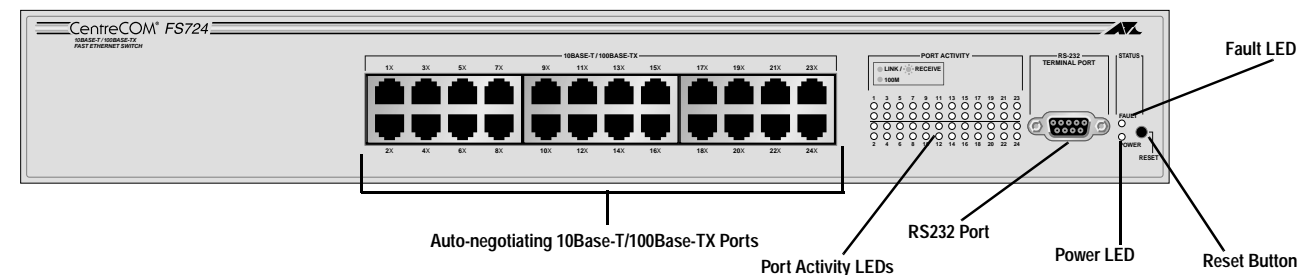 CentreCOM® FS724
10BASE-T / 100BASE-TX
FAST ETHERNET SWITCH
10BASE-T / 100BASE-TX
1X 3X 5X 7X 9X 11X 13X 15X 17X 19X 21X 23X
2X 4X 6X 8X 10X 12X 14X 16X 18X 20X 22X 24X
PORT ACTIVITY
LINK / RECEIVE
100M
1 3 5 7 9 11 13 15 17 19 21 23
2 4 6 8 10 12 14 16 18 20 22 24
RS-232
TERMINAL PORT
STATUS
FAULT
POWER
RESET
Fault LED
Auto-negotiating 10Base-T/100Base-TX Ports
Port Activity LEDs
RS232 Port
Power LED
Reset Button